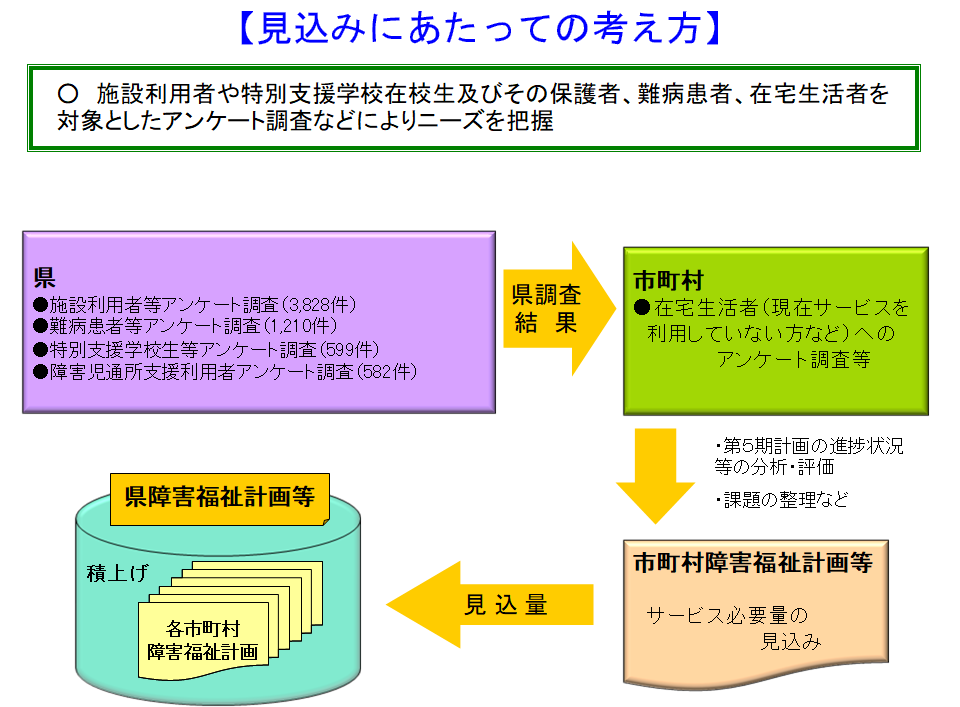 【見込みにあたっての考え方】
○　施設利用者や特別支援学校在校生及びその保護者、難病患者、在宅生活者を
対象としたアンケート調査などによりニーズを把握
県
●施設利用者等アンケート調査（3,828件）
●難病患者等アンケート調査（1,210件）
●特別支援学校生等アンケート調査（599件）
●障害児通所支援利用者アンケート調査（582件）
県調査
結　果
市町村
●在宅生活者（現在サービスを
利用していない方など）への
アンケート調査等
・第５期計画の進捗状況
等の分析・評価
・課題の整理など
市町村障害福祉計画等
サービス必要量の
見込み
見 込 量
県障害福祉計画等
積上げ
各市町村
障害福祉計画